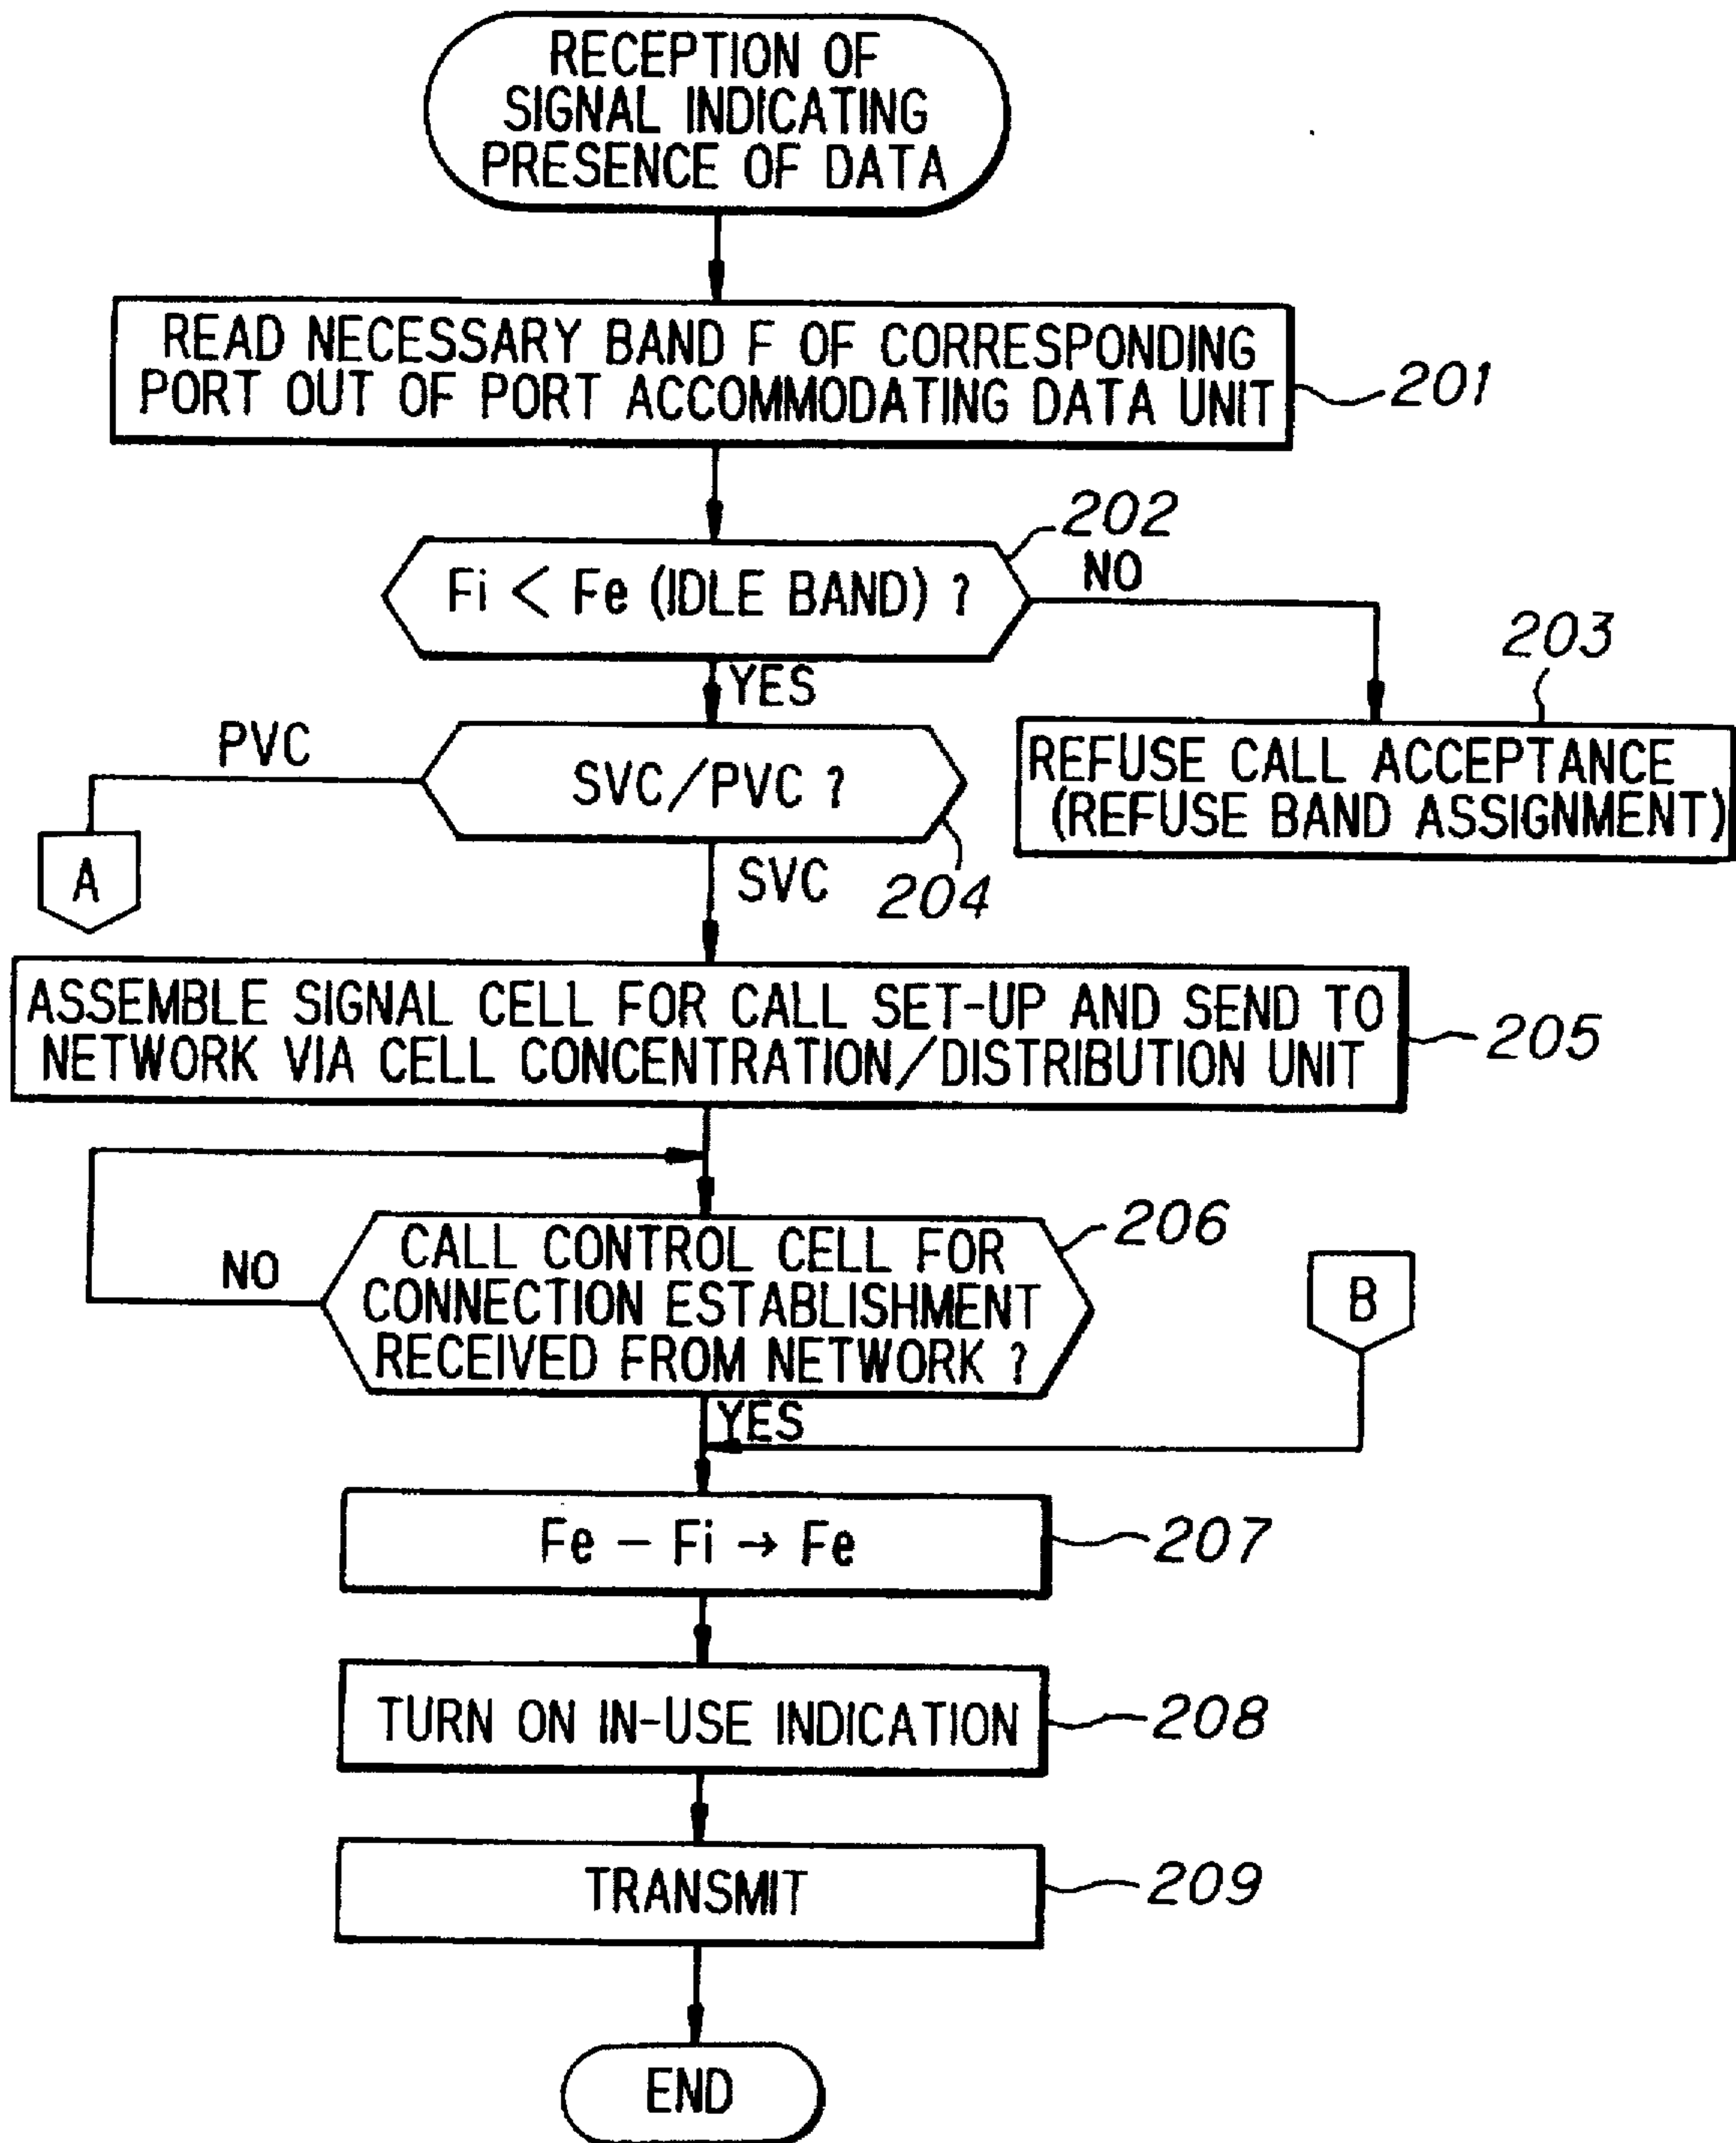 RECEPTION OF
SIGNAL INDICATING
PRESENCE OF DATA
READ NECESSARY BAND F OF CORRESPONDING
PORT OUT OF PORT ACCOMMODATING DATA UNIT
201
202
Fi < Fe (IDLE BAND) ?
NO
YES
203
REFUSE CALL ACCEPTANCE
(REFUSE BAND ASSIGNMENT)
PVC
SVC/PVC ?
A
SVC
204
ASSEMBLE SIGNAL CELL FOR CALL SET-UP AND SEND TO
NETWORK VIA CELL CONCENTRATION/DISTRIBUTION UNIT
205
206
NO
CALL CONTROL CELL FOR
CONNECTION ESTABLISHMENT
RECEIVED FROM NETWORK ?
B
YES
Fe − Fi → Fe
207
TURN ON IN-USE INDICATION
208
TRANSMIT
209
END